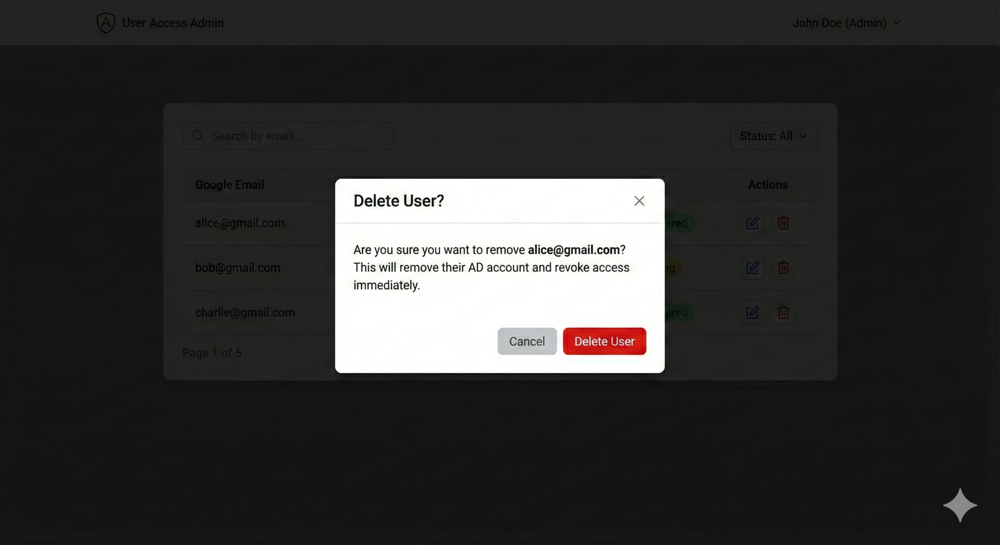 User Access Admin
John Doe (Admin)
Search by email...
Status: All
Google Email
Actions
alice@gmail.com
ered
bob@gmail.com
ng
charlle@gmail.com
ered
Page 1 of 5
Delete User?
Are you sure you want to remove alice@gmail.com?
This will remove their AD account and revoke access
immediately.
Cancel
Delete User